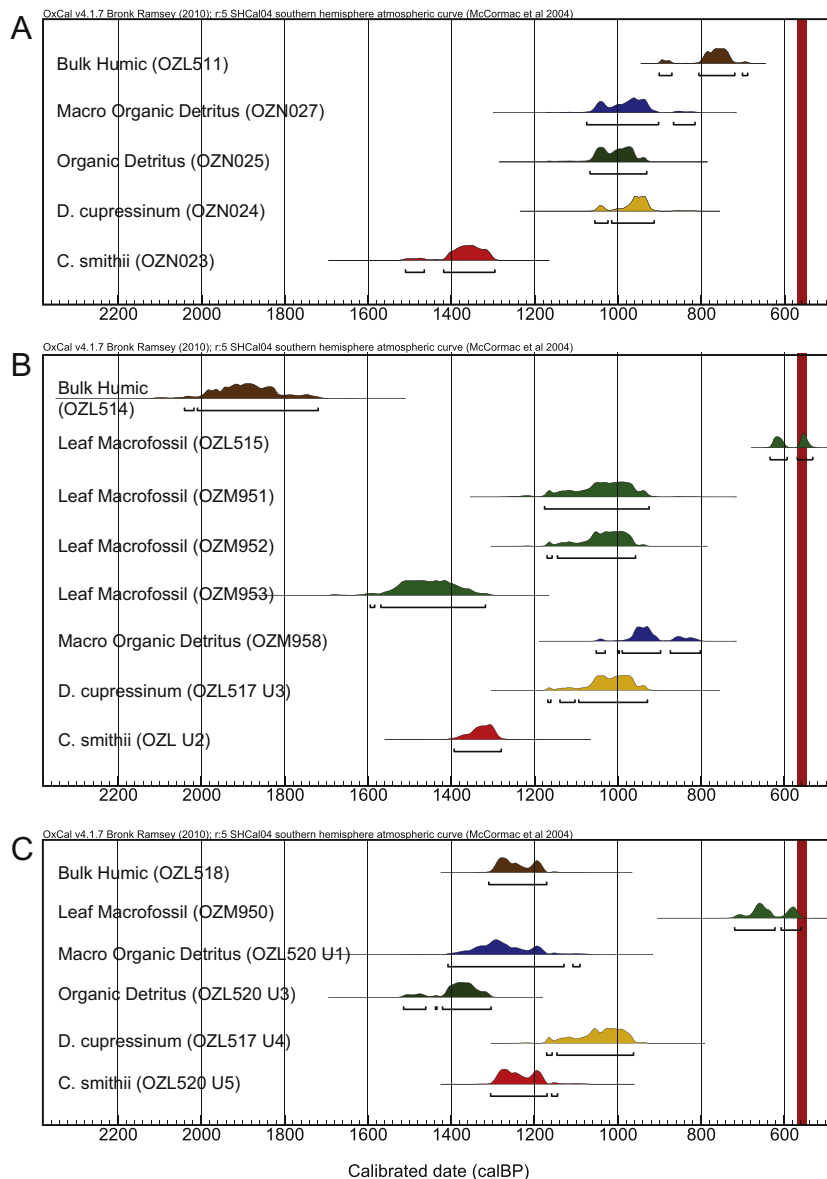 OxCal v4.1.7 Bronk Ramsey (2010); r:5 SHCal04 southern hemisphere atmospheric curve (McCormac et al 2004)
A
Bulk Humic (OZL511)
Macro Organic Detritus (OZN027)
Organic Detritus (OZN025)
D. cupressinum (OZN024)
C. smithii (OZN023)
2200 2000 1800 1600 1400 1200 1000 800 600
OxCal v4.1.7 Bronk Ramsey (2010); r:5 SHCal04 southern hemisphere atmospheric curve (McCormac et al 2004)
B
Bulk Humic
(OZL514)
Leaf Macrofossil (OZL515)
Leaf Macrofossil (OZM951)
Leaf Macrofossil (OZM952)
Leaf Macrofossil (OZM953)
Macro Organic Detritus (OZM958)
D. cupressinum (OZL517 U3)
C. smithii (OZL U2)
2200 2000 1800 1600 1400 1200 1000 800 600
OxCal v4.1.7 Bronk Ramsey (2010); r:5 SHCal04 southern hemisphere atmospheric curve (McCormac et al 2004)
C
Bulk Humic (OZL518)
Leaf Macrofossil (OZM950)
Macro Organic Detritus (OZL520 U1)
Organic Detritus (OZL520 U3)
D. cupressinum (OZL517 U4)
C. smithii (OZL520 U5)
2200 2000 1800 1600 1400 1200 1000 800 600
Calibrated date (calBP)